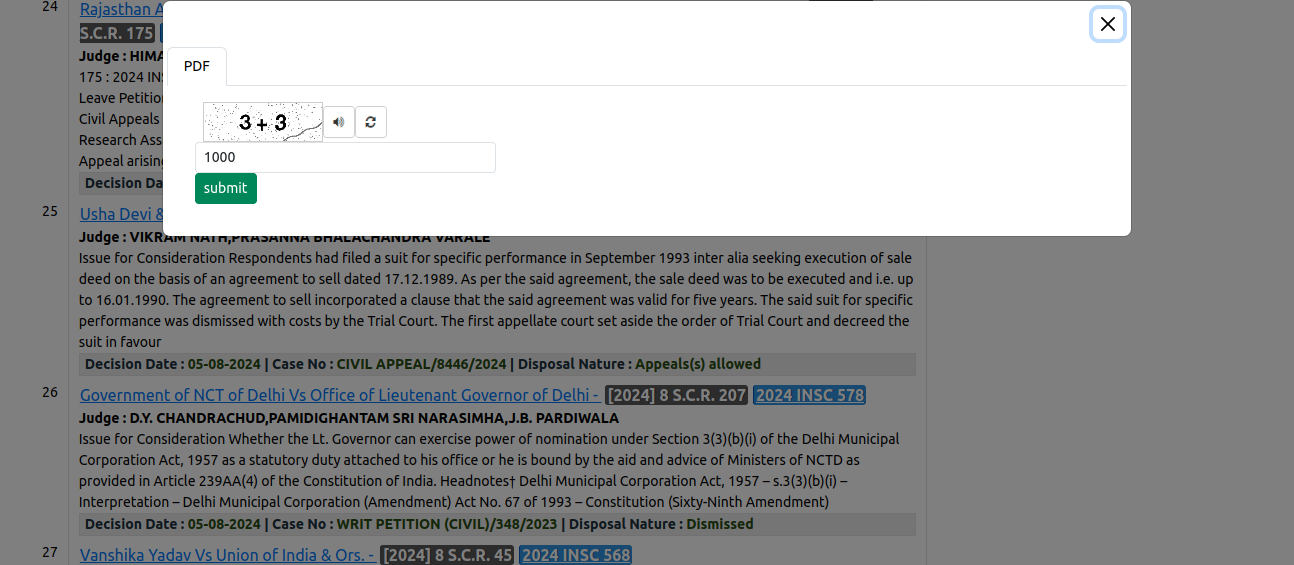 24
Rajasthan A
S.C.R. 175
Judge : HIMA
175 : 2024 IN
Leave Petitio
Civil Appeals
Research Ass
Appeal arising
Decision Da
PDF
3 + 3
1000
submit
25
Usha Devi &
Judge : VIKRAM NATH,PRASANNA BHALACHANDRA VARALE
Issue for Consideration Respondents had filed a suit for specific performance in September 1993 inter alia seeking execution of sale
deed on the basis of an agreement to sell dated 17.12.1989. As per the said agreement, the sale deed was to be executed and i.e. up
to 16.01.1990. The agreement to sell incorporated a clause that the said agreement was valid for five years. The said suit for specific
performance was dismissed with costs by the Trial Court. The first appellate court set aside the order of Trial Court and decreed the
suit in favour
Decision Date : 05-08-2024 | Case No : CIVIL APPEAL/8446/2024 | Disposal Nature : Appeals(s) allowed
26
Government of NCT of Delhi Vs Office of Lieutenant Governor of Delhi - [2024] 8 S.C.R. 207 2024 INSC 578
Judge : D.Y. CHANDRACHUD,PAMIDIGHANTAM SRI NARASIMHA,J.B. PARDIWALA
Issue for Consideration Whether the Lt. Governor can exercise power of nomination under Section 3(3)(b)(i) of the Delhi Municipal
Corporation Act, 1957 as a statutory duty attached to his office or he is bound by the aid and advice of Ministers of NCTD as
provided in Article 239AA(4) of the Constitution of India. Headnotes† Delhi Municipal Corporation Act, 1957 – s.3(3)(b)(i) –
Interpretation – Delhi Municipal Corporation (Amendment) Act No. 67 of 1993 – Constitution (Sixty-Ninth Amendment)
Decision Date : 05-08-2024 | Case No : WRIT PETITION (CIVIL)/348/2023 | Disposal Nature : Dismissed
27
Vanshika Yadav Vs Union of India & Ors. - [2024] 8 S.C.R. 45 2024 INSC 568